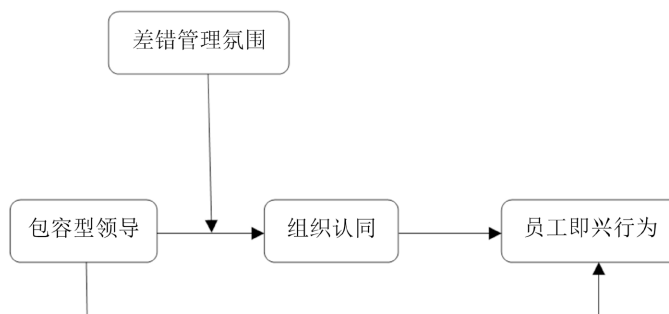 差错管理氛围
包容型领导
组织认同
员工即兴行为